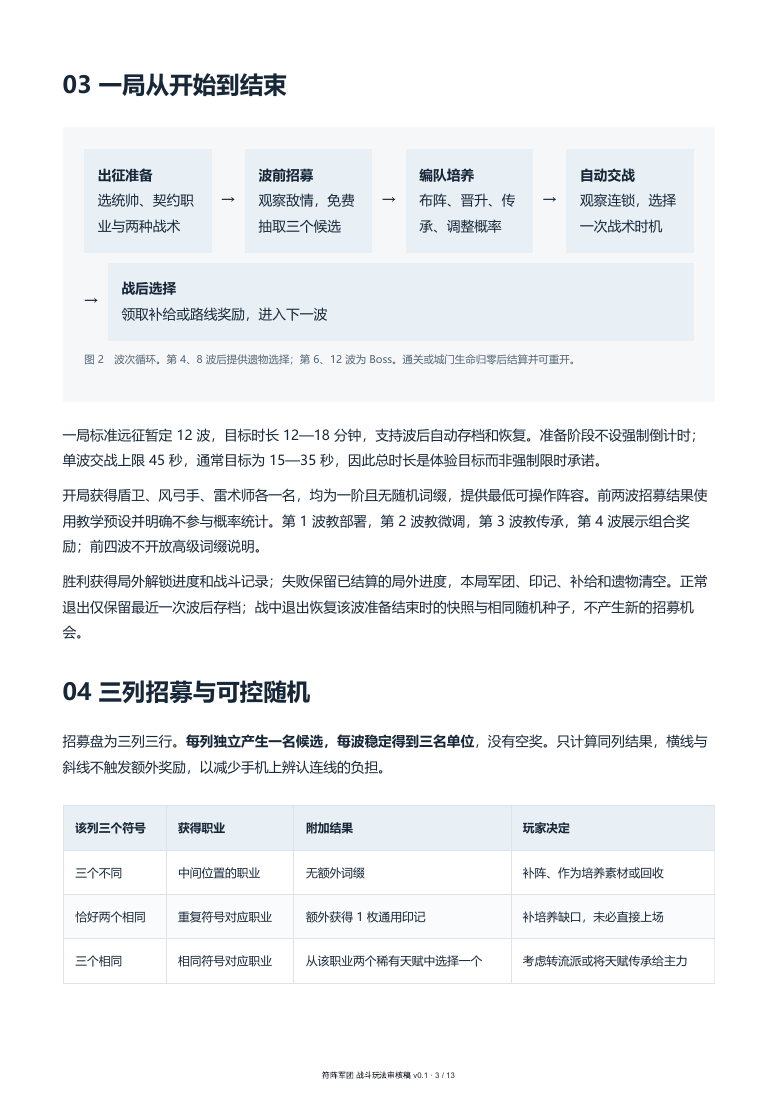 03 一局从开始到结束
出征准备
选统帅、契约职
业与两种战术
→
波前招募
观察敌情，免费
抽取三个候选
→
编队培养
布阵、晋升、传
承、调整概率
→
自动交战
观察连锁，选择
一次战术时机
→
战后选择
领取补给或路线奖励，进入下一波
图 2 波次循环。第 4、8 波后提供遗物选择；第 6、12 波为 Boss。通关或城门生命归零后结算并可重开。
一局标准远征暂定 12 波，目标时长 12—18 分钟，支持波后自动存档和恢复。准备阶段不设强制倒计时；
单波交战上限 45 秒，通常目标为 15—35 秒，因此总时长是体验目标而非强制限时承诺。
开局获得盾卫、风弓手、雷术师各一名，均为一阶且无随机词缀，提供最低可操作阵容。前两波招募结果使
用教学预设并明确不参与概率统计。第 1 波教部署，第 2 波教微调，第 3 波教传承，第 4 波展示组合奖
励；前四波不开放高级词缀说明。
胜利获得局外解锁进度和战斗记录；失败保留已结算的局外进度，本局军团、印记、补给和遗物清空。正常
退出仅保留最近一次波后存档；战中退出恢复该波准备结束时的快照与相同随机种子，不产生新的招募机
会。
04 三列招募与可控随机
招募盘为三列三行。每列独立产生一名候选，每波稳定得到三名单位，没有空奖。只计算同列结果，横线与
斜线不触发额外奖励，以减少手机上辨认连线的负担。
该列三个符号 获得职业 附加结果 玩家决定
三个不同 中间位置的职业 无额外词缀 补阵、作为培养素材或回收
恰好两个相同 重复符号对应职业 额外获得 1 枚通用印记 补培养缺口，未必直接上场
三个相同 相同符号对应职业 从该职业两个稀有天赋中选择一个 考虑转流派或将天赋传承给主力
符阵军团 战斗玩法审核稿 v0.1 · 3 / 13